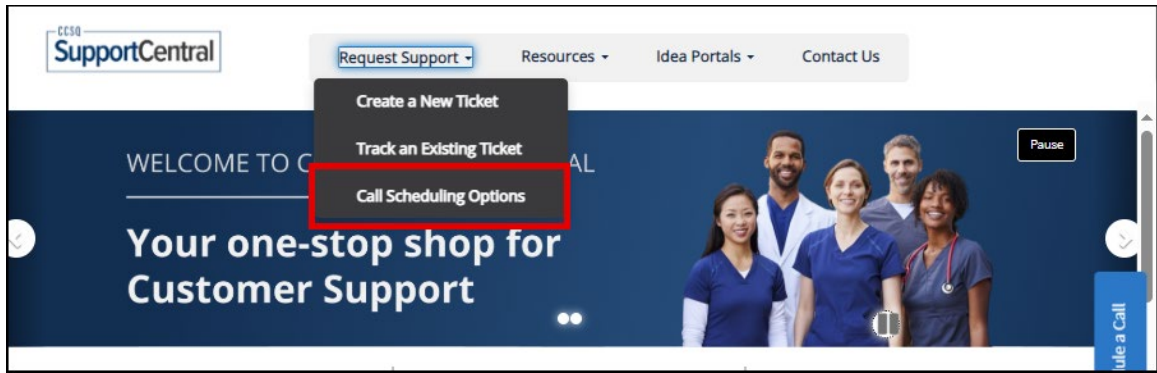 CCSQ
SupportCentral
Request Support
Resources
Idea Portals
Contact Us
Create a New Ticket
Track an Existing Ticket
Call Scheduling Options
WELCOME TO C AL
Your one-stop shop for
Customer Support
Pause
ule a Call